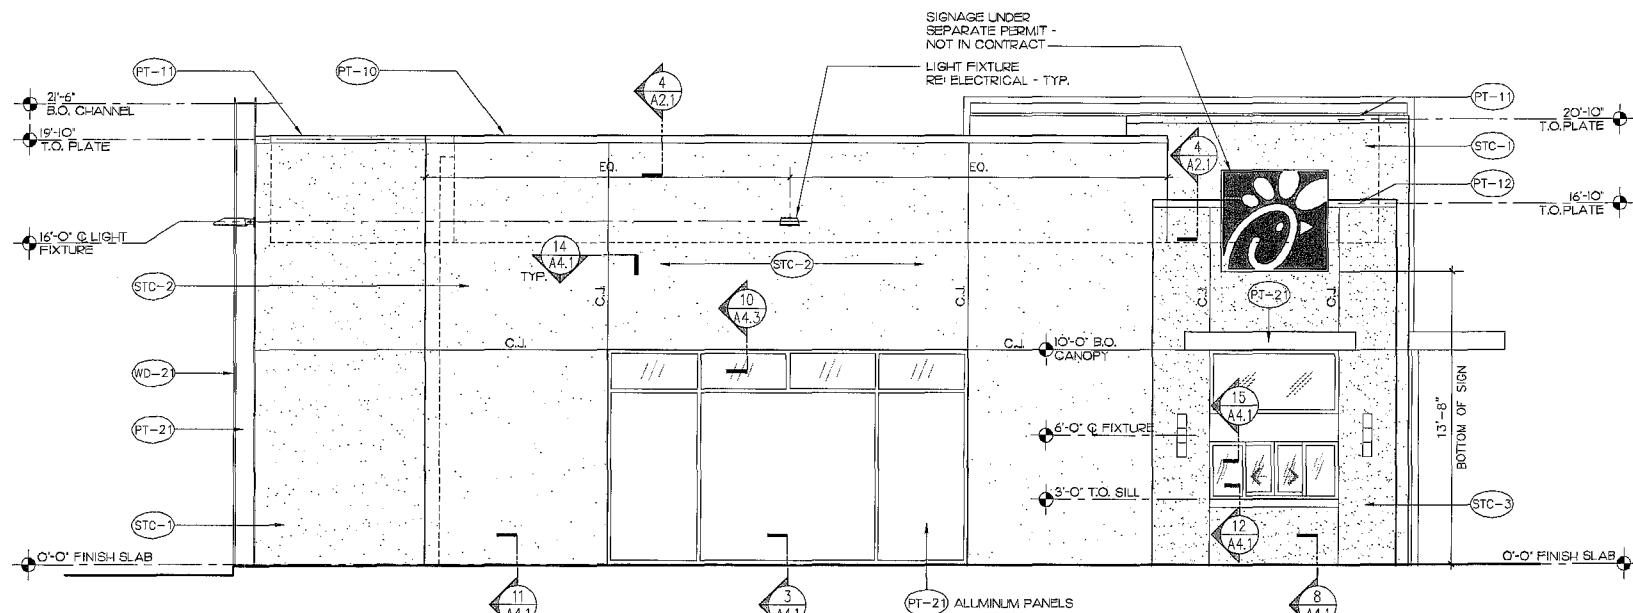 SIGNAGE UNDER
SEPARATE PERMIT -
NOT IN CONTRACT
LIGHT FIXTURE
RE: ELECTRICAL - TYP.
PT-11
PT-10
4
A2.1
PT-11
21'-6"
B.O. CHANNEL
19'-10"
T.O. PLATE
20'-10"
T.O. PLATE
4
A2.1
STC-1
EQ.
EQ.
PT-12
16'-10"
T.O. PLATE
16'-0" ℄ LIGHT
FIXTURE
14
A4.1
TYP.
STC-2
STC-2
C.J.
C.J.
C.J.
C.J.
PT-21
10
A4.3
C.J.
C.J.
10'-0" B.O.
CANOPY
WD-21
15
A4.1
13'-8"
BOTTOM OF SIGN
PT-21
6'-0" ℄ FIXTURE
3'-0" T.O. SILL
STC-3
STC-1
12
A4.1
0'-0" FINISH SLAB
0'-0" FINISH SLAB
11
A4.1
3
A4.1
PT-21 ALUMINUM PANELS
8
A4.1